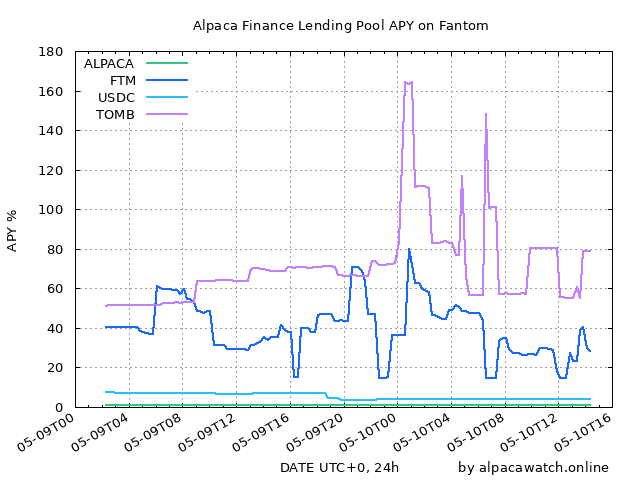 Alpaca Finance Lending Pool APY on Fantom
180
160
140
120
100
80
60
40
20
0
APY %
ALPACA
FTM
USDC
TOMB
05-09T00
05-09T04
05-09T08
05-09T12
05-09T16
05-09T20
05-10T00
05-10T04
05-10T08
05-10T12
05-10T16
DATE UTC+0, 24h
by alpacawatch.online